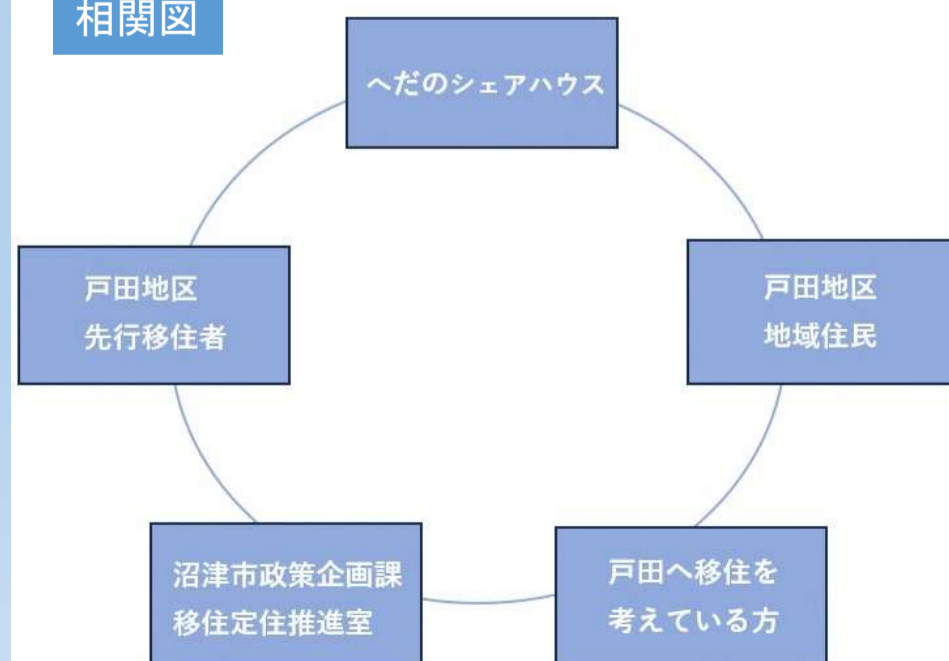 相関図
へだのシェアハウス
戸田地区
先行移住者
戸田地区
地域住民
沼津市政策企画課
移住定住推進室
戸田へ移住を
考えている方